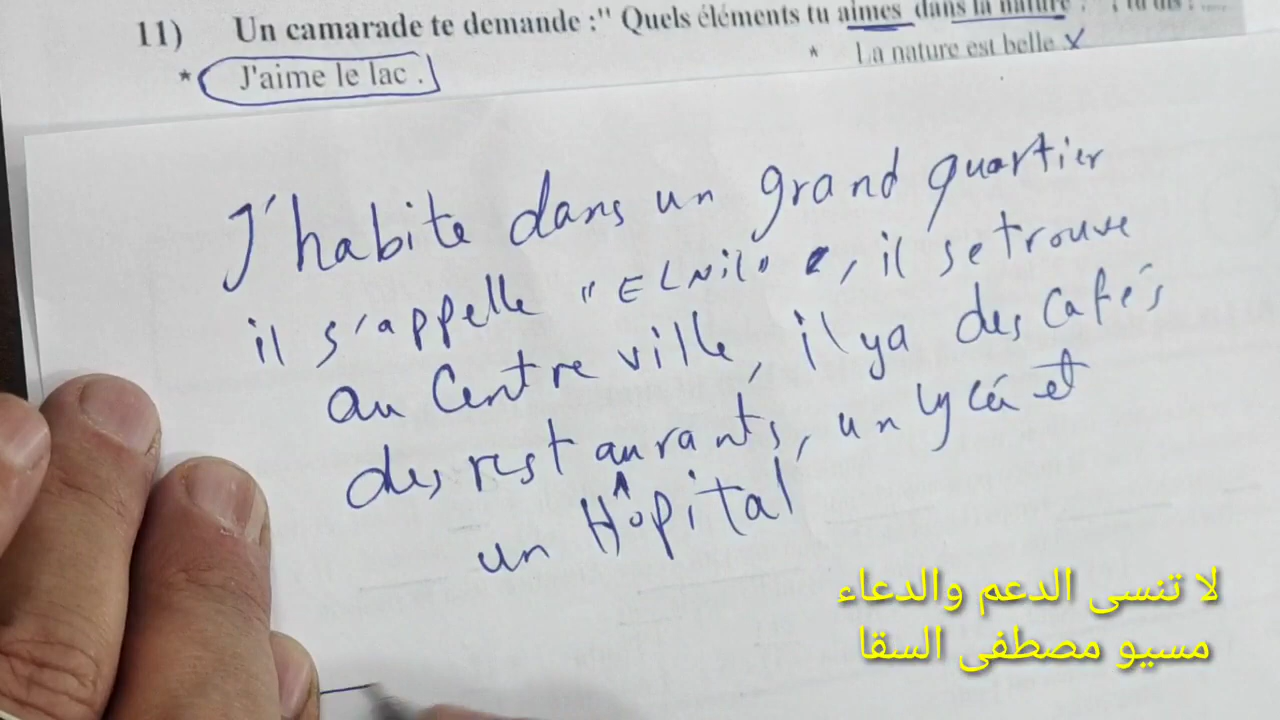 11) Un camarade te demande :" Quels éléments tu aimes dans la nature
* J'aime le lac .
* La nature est belle x
J'habite dans un grand quartier
il s'appelle "ELNil" , il se trouve
au Centre ville, il ya des Cafés
des restaurants, un lycée et
un Hôpital
لا تنسى الدعم والدعاء
مسيو مصطفى السقا